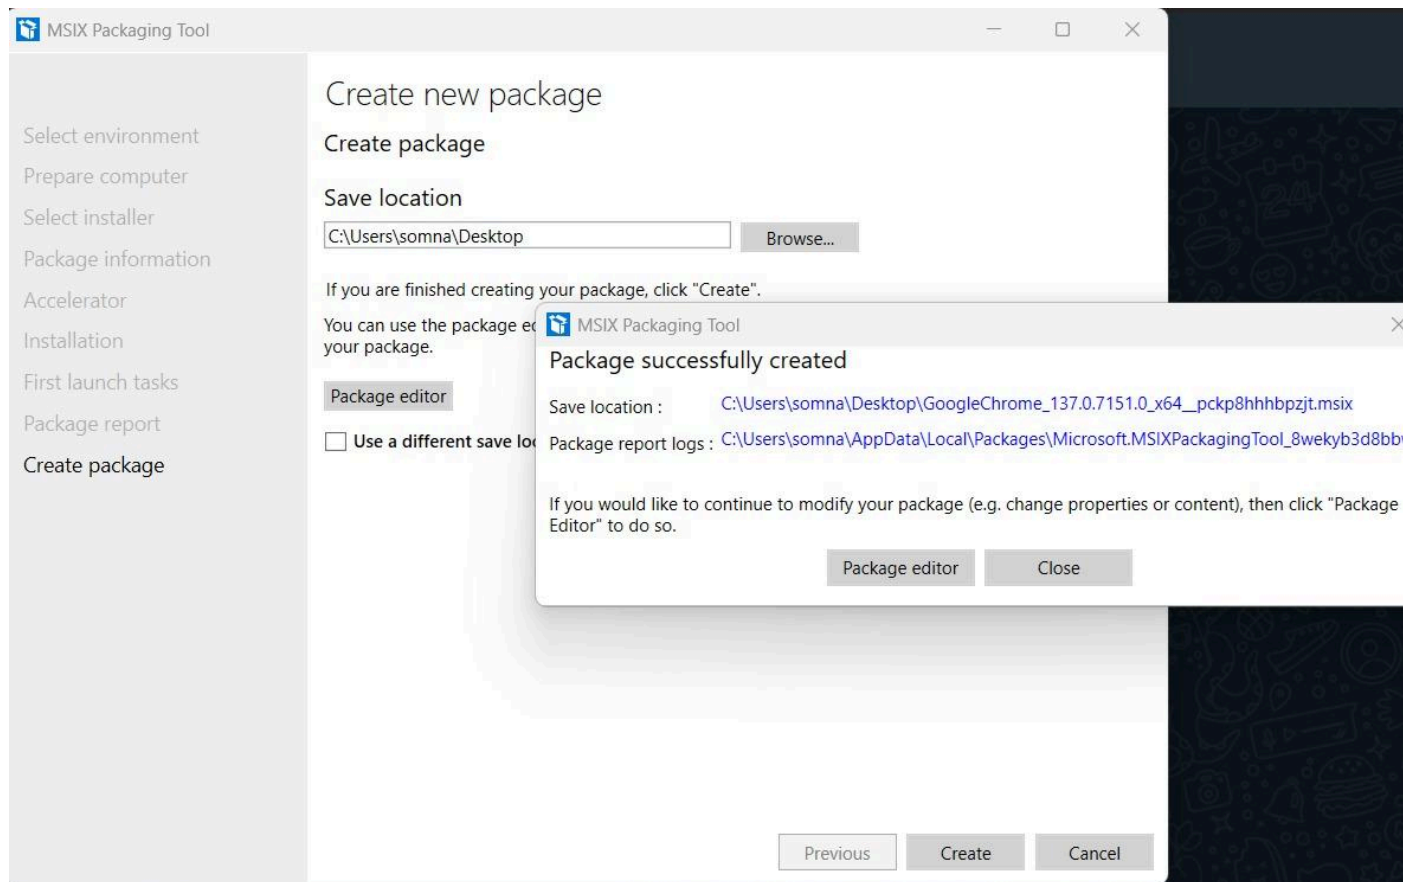 MSIX Packaging Tool
Create new package
Select environment
Prepare computer
Select installer
Package information
Accelerator
Installation
First launch tasks
Package report
Create package
Create package
Save location
C:\Users\somna\Desktop
Browse...
If you are finished creating your package, click "Create".
You can use the package
your package.
Package editor
Use a different save
MSIX Packaging Tool
Package successfully created
Save location : C:\Users\somna\Desktop\GoogleChrome_137.0.7151.0_x64__pckp8hhhbpzjt.msix
Package report logs : C:\Users\somna\AppData\Local\Packages\Microsoft.MSIXPackagingTool_8wekyb3d8bb
If you would like to continue to modify your package (e.g. change properties or content), then click "Package
Editor" to do so.
Package editor
Close
Previous
Create
Cancel
24